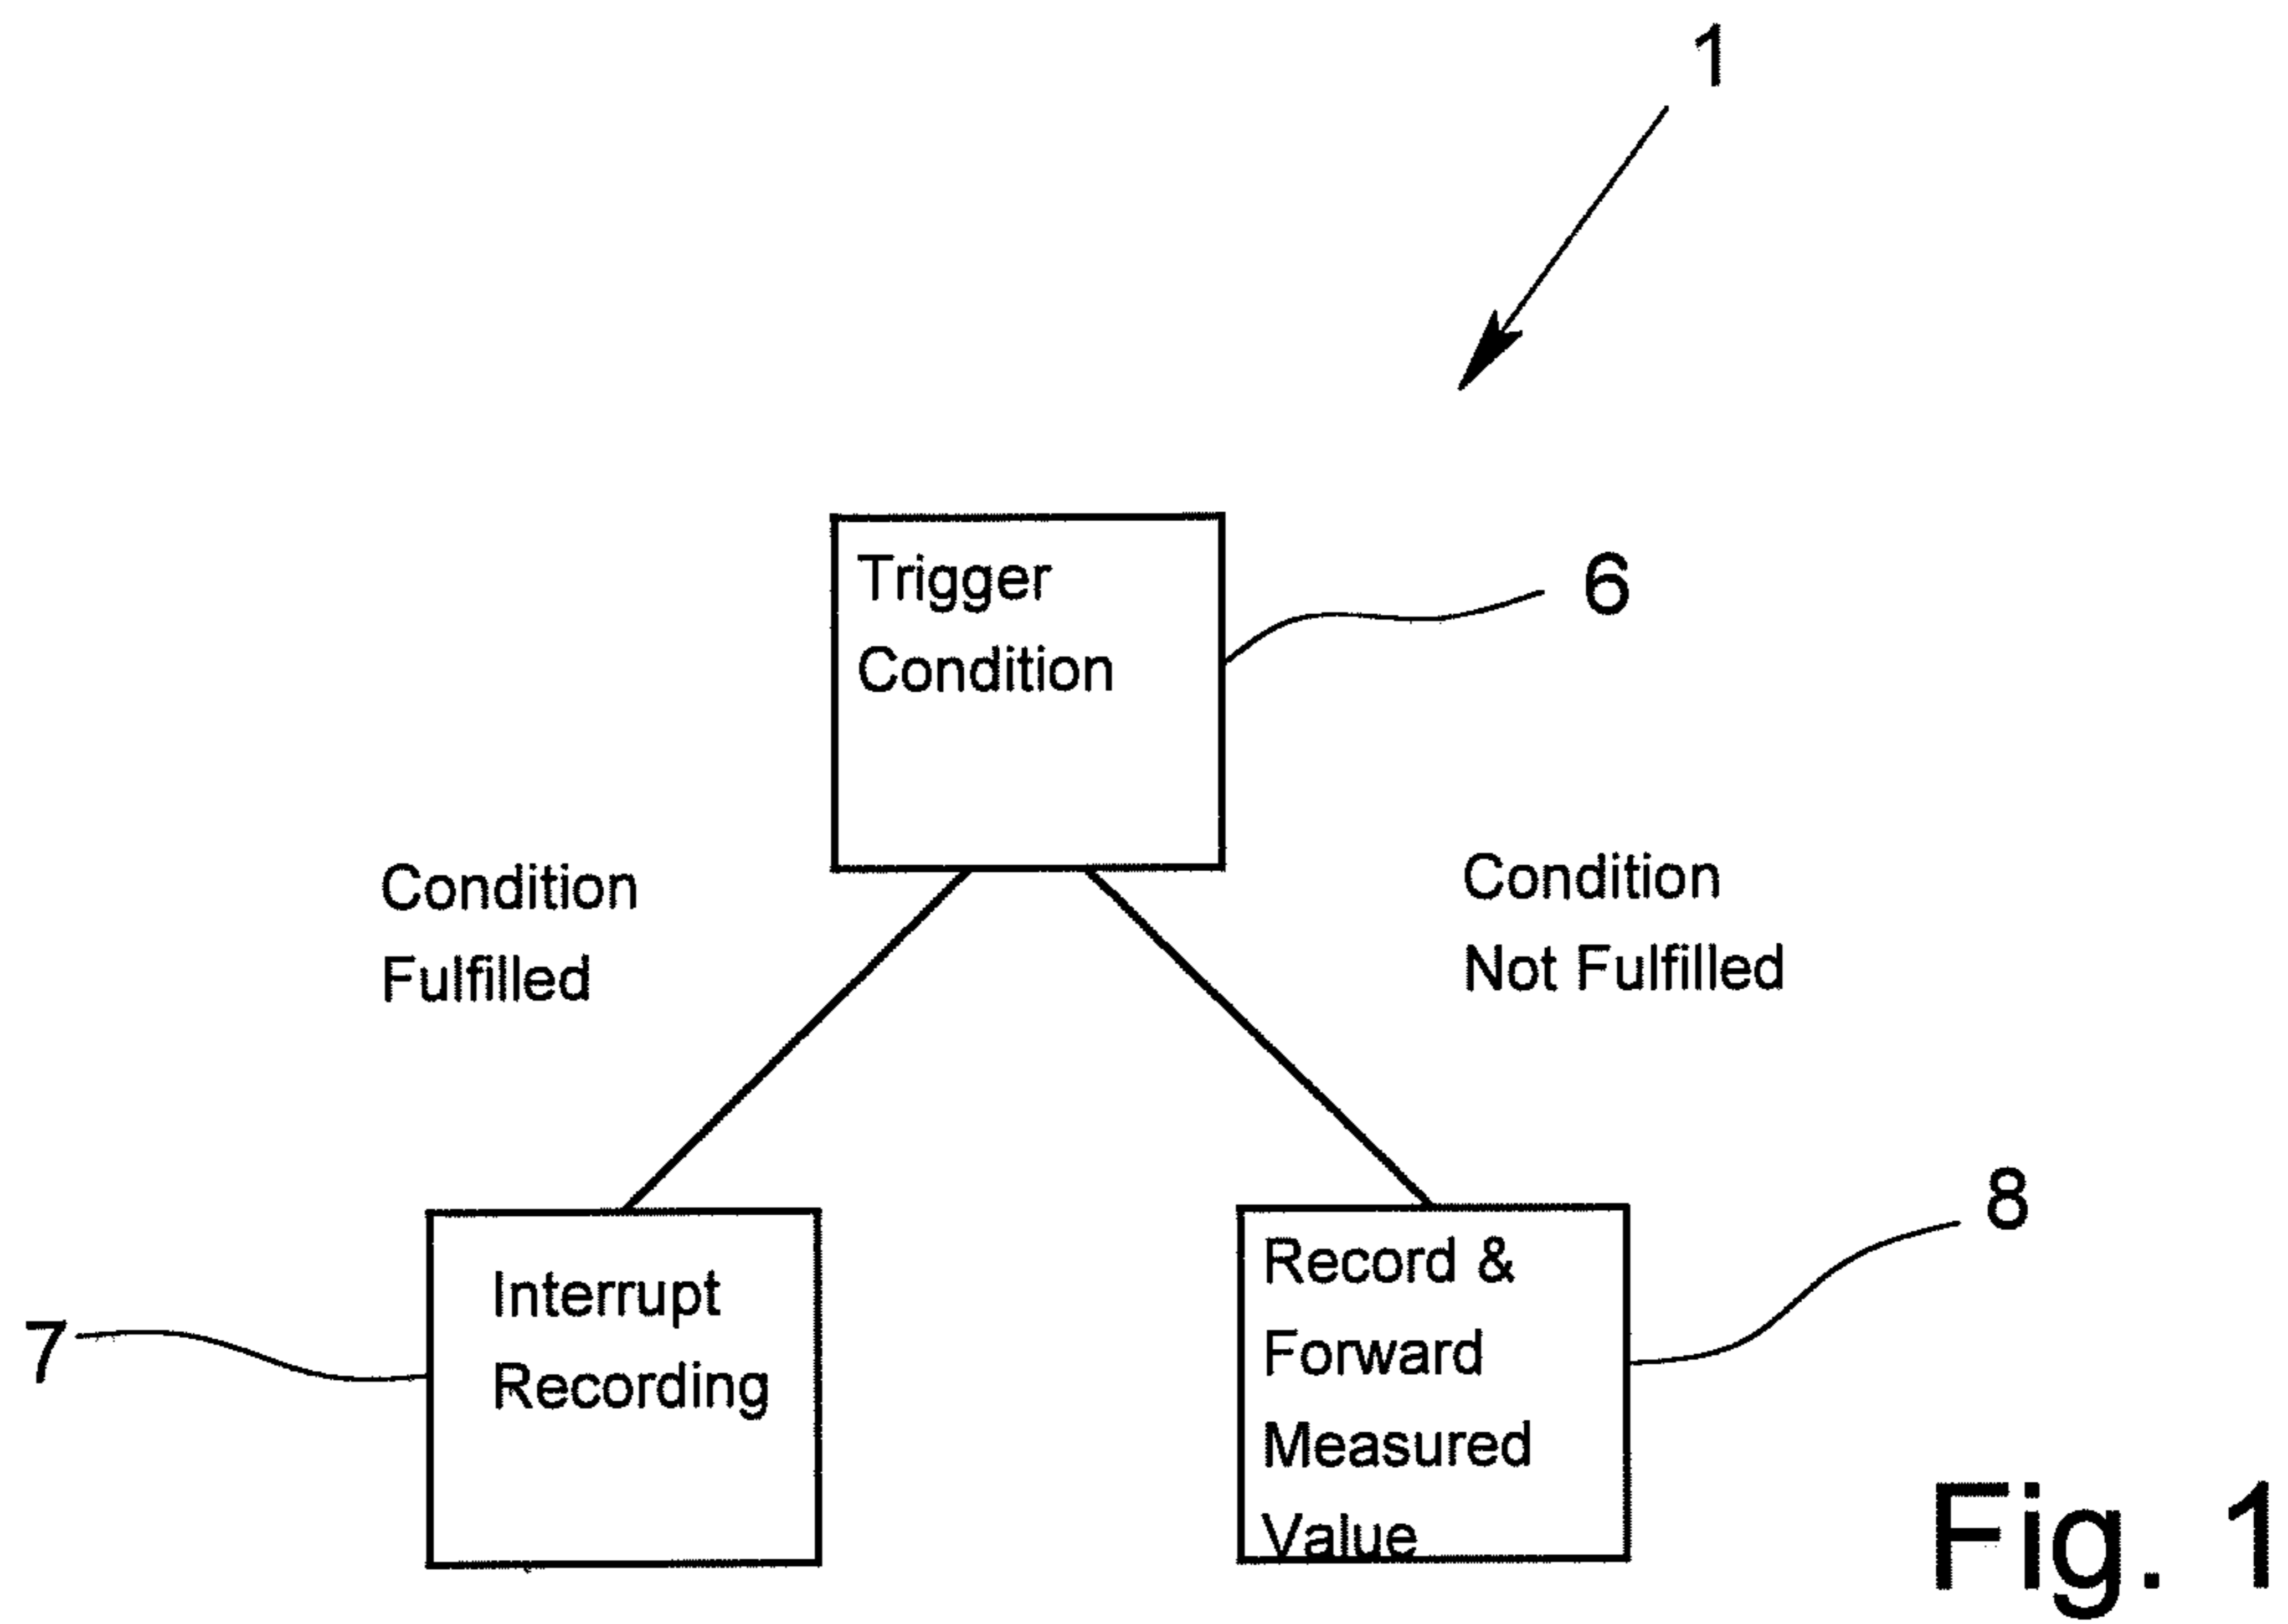 1
Trigger
Condition
6
Condition
Fulfilled
Condition
Not Fulfilled
7
Interrupt
Recording
Record &
Forward
Measured
Value
8
Fig. 1